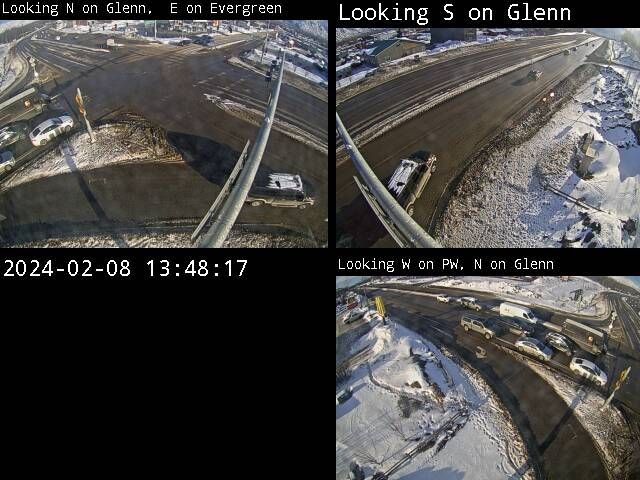 Looking N on Glenn,  E on Evergreen
Looking S on Glenn
2024-02-08 13:48:17
Looking W on PW, N on Glenn